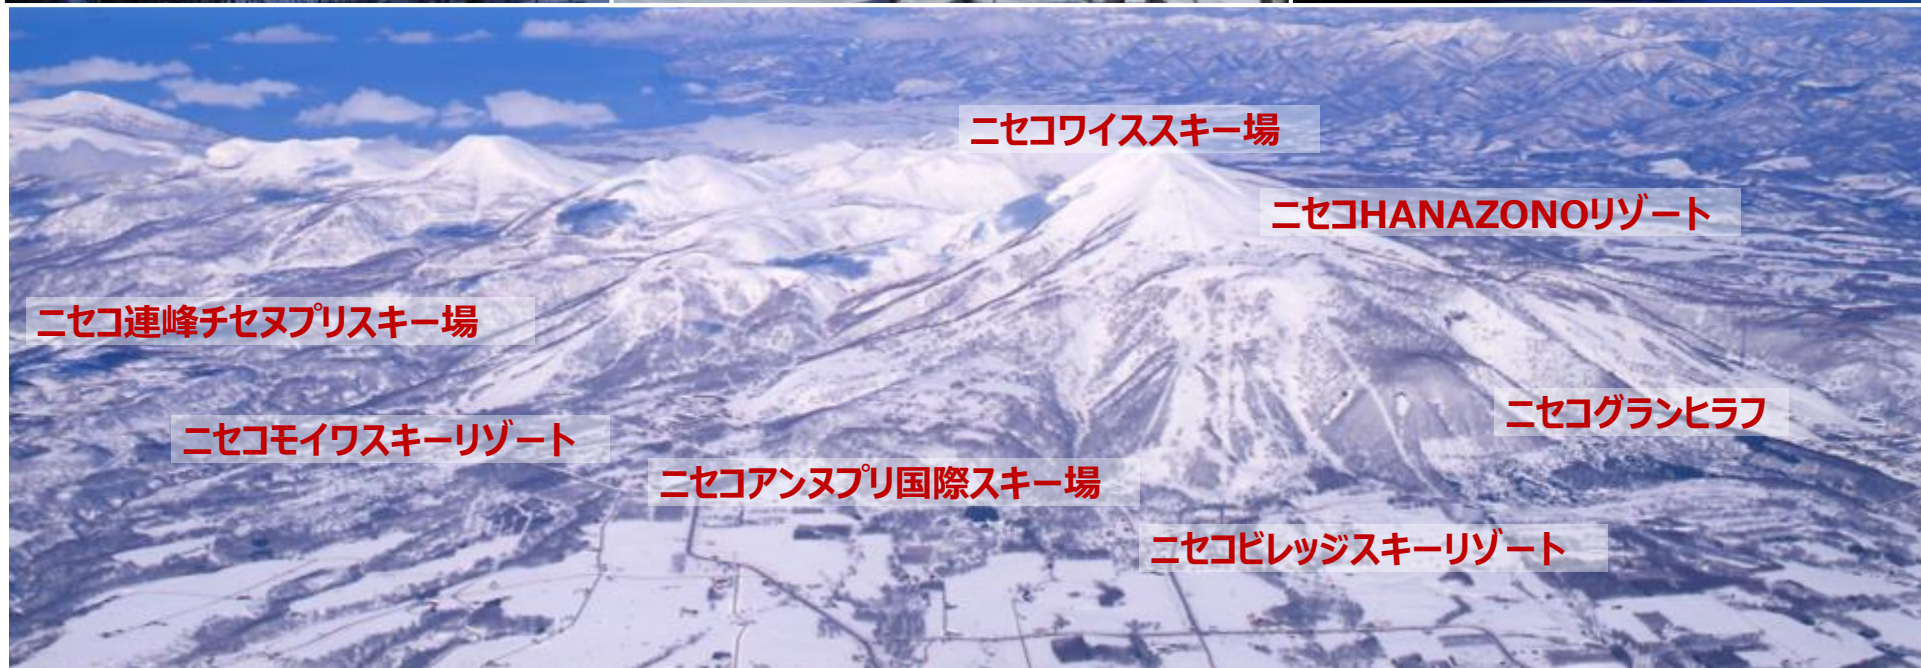 ニセコワイススキー場
ニセコHANAZONOリゾート
ニセコ連峰チセヌプリスキー場
ニセコグランヒラフ
ニセコモイワスキーリゾート
ニセコアンヌプリ国際スキー場
ニセコビレッジスキーリゾート